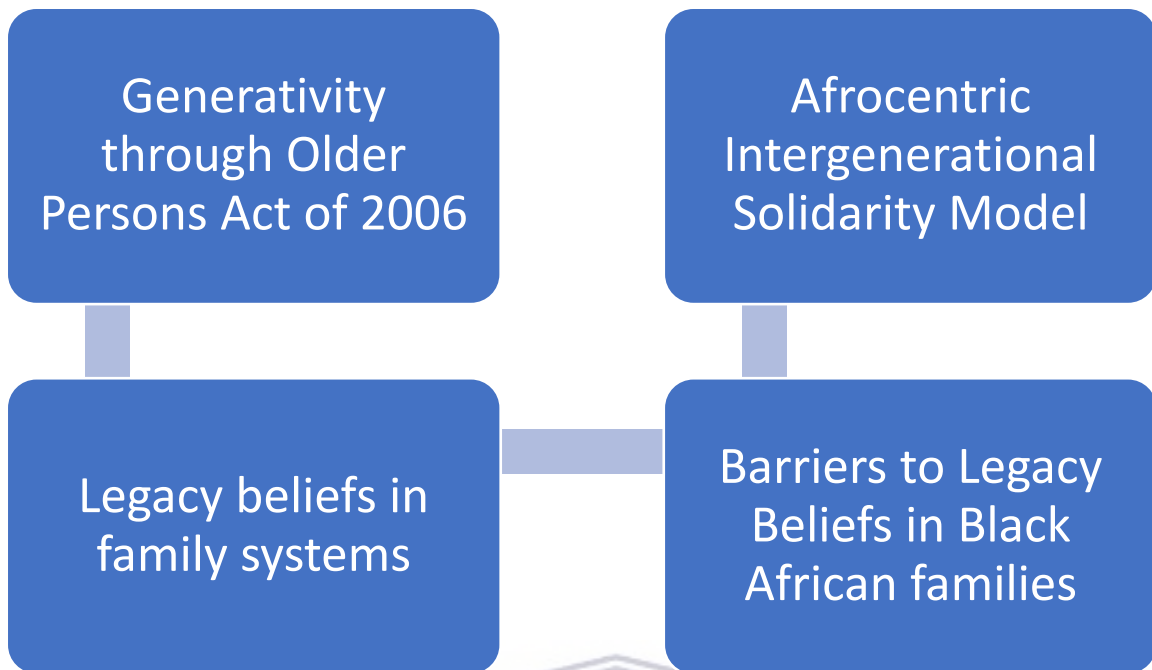 Generativity
through Older
Persons Act of 2006
Legacy beliefs in
family systems
Barriers to Legacy
Beliefs in Black
African families
Afrocentric
Intergenerational
Solidarity Model